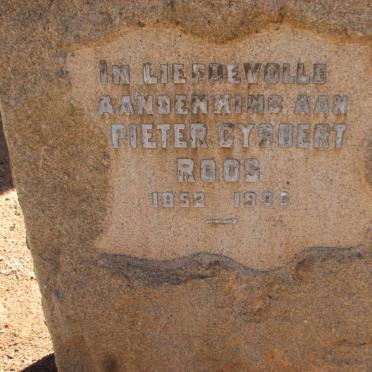 IN LIEFDEVOLLE
AANDENKING AAN
PIETER GYSBERT
ROOS
1852